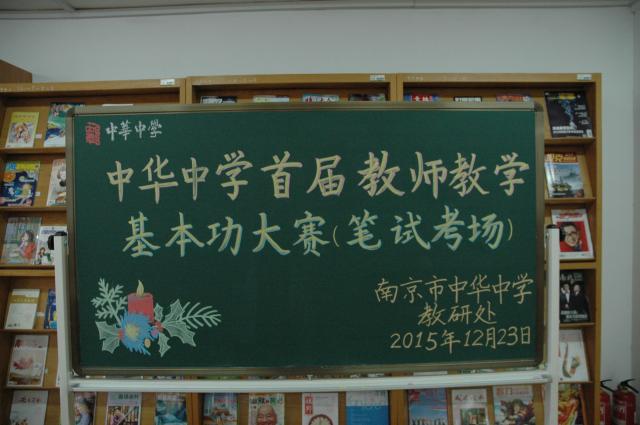 中華中學
中华中学首届教师教学
基本功大赛(笔试考场)
南京市中华中学
教研处
2015年12月23日